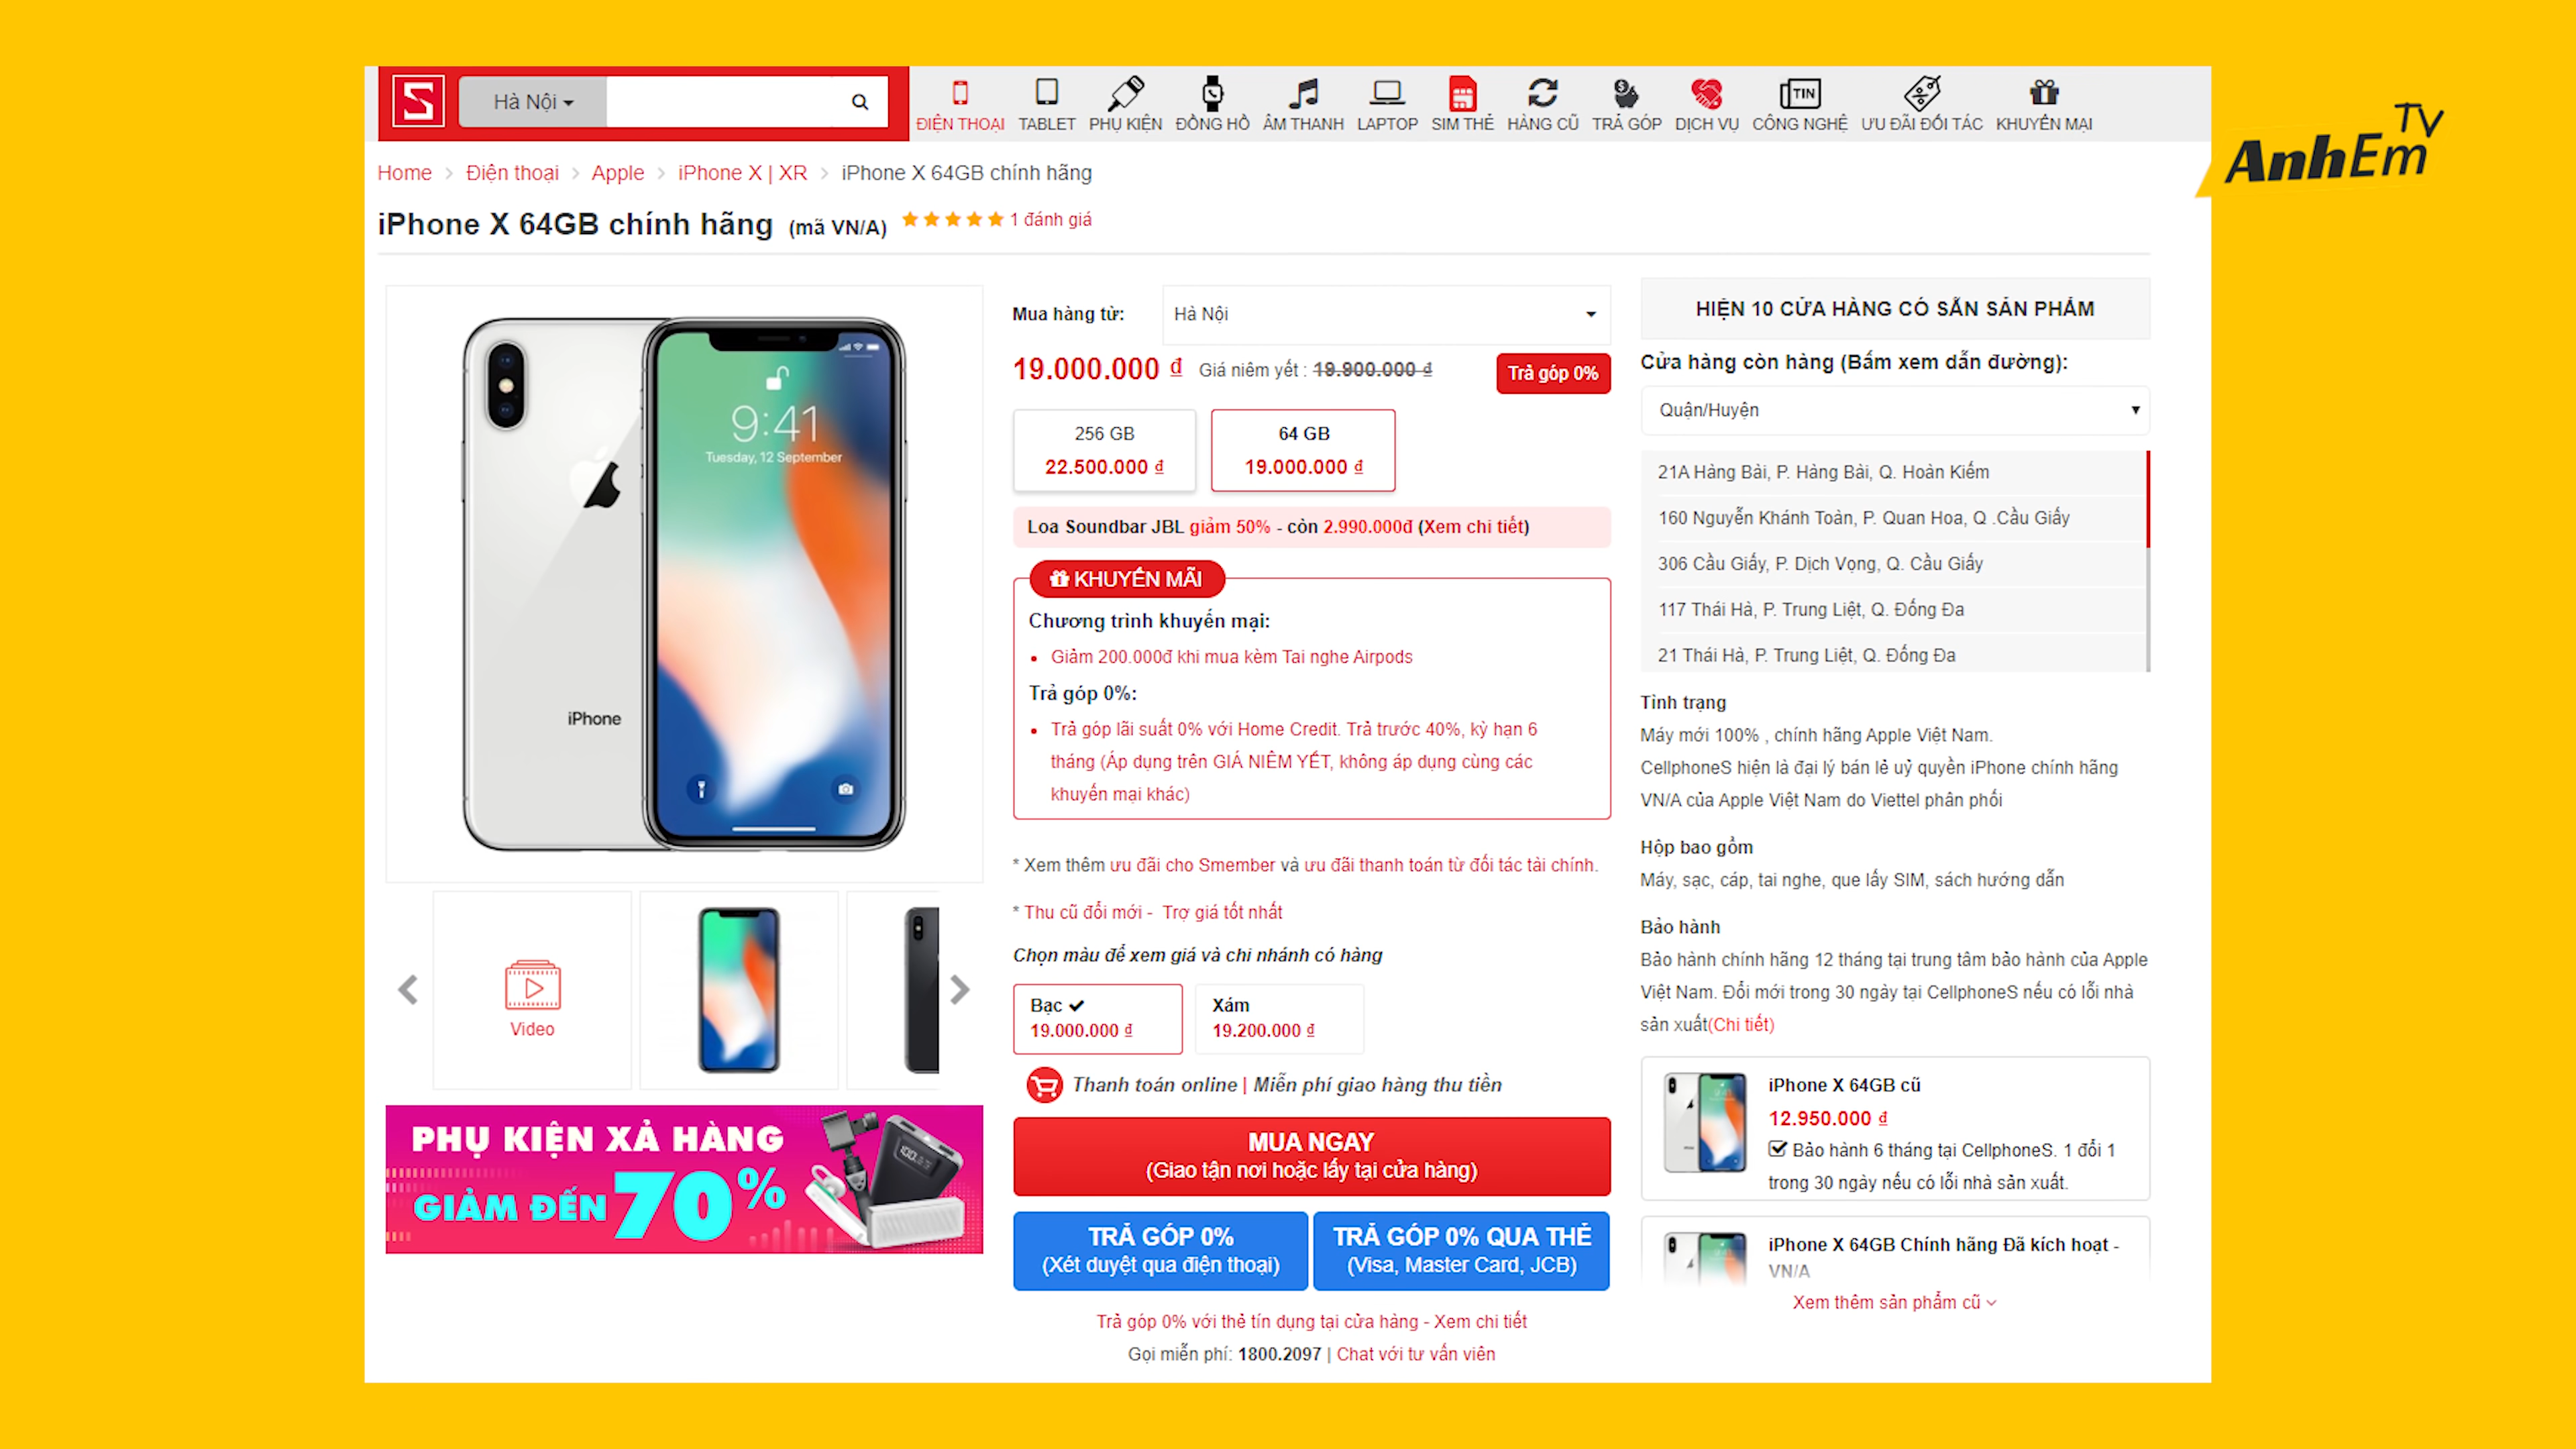 Hà Nội
ĐIỆN THOẠI
TABLET
PHỤ KIỆN
ĐỒNG HỒ
ÂM THANH
LAPTOP
SIM THẺ
HÀNG CŨ
TRẢ GÓP
DỊCH VỤ
TIN
CÔNG NGHỆ
ƯU ĐÃI ĐỐI TÁC
KHUYẾN MẠI
AnhEm TV
Home > Điện thoại > Apple > iPhone X | XR > iPhone X 64GB chính hãng
iPhone X 64GB chính hãng (mã VN/A) 1 đánh giá
9:41
Tuesday, 12 September
iPhone
Video
PHỤ KIỆN XẢ HÀNG
GIẢM ĐẾN 70%
Mua hàng từ: Hà Nội
19.000.000 đ Giá niêm yết : 19.900.000 đ Trả góp 0%
256 GB
22.500.000 đ
64 GB
19.000.000 đ
Loa Soundbar JBL giảm 50% - còn 2.990.000đ (Xem chi tiết)
KHUYẾN MÃI
Chương trình khuyến mại:
Giảm 200.000đ khi mua kèm Tai nghe Airpods
Trả góp 0%:
Trả góp lãi suất 0% với Home Credit. Trả trước 40%, kỳ hạn 6
tháng (Áp dụng trên GIÁ NIÊM YẾT, không áp dụng cùng các
khuyến mại khác)
* Xem thêm ưu đãi cho Smember và ưu đãi thanh toán từ đối tác tài chính.
* Thu cũ đổi mới - Trợ giá tốt nhất
Chọn màu để xem giá và chi nhánh có hàng
Bạc
19.000.000 đ
Xám
19.200.000 đ
Thanh toán online | Miễn phí giao hàng thu tiền
MUA NGAY
(Giao tận nơi hoặc lấy tại cửa hàng)
TRẢ GÓP 0%
(Xét duyệt qua điện thoại)
TRẢ GÓP 0% QUA THẺ
(Visa, Master Card, JCB)
Trả góp 0% với thẻ tín dụng tại cửa hàng - Xem chi tiết
Gọi miễn phí: 1800.2097 | Chat với tư vấn viên
HIỆN 10 CỬA HÀNG CÓ SẴN SẢN PHẨM
Cửa hàng còn hàng (Bấm xem dẫn đường):
Quận/Huyện
21A Hàng Bài, P. Hàng Bài, Q. Hoàn Kiếm
160 Nguyễn Khánh Toàn, P. Quan Hoa, Q .Cầu Giấy
306 Cầu Giấy, P. Dịch Vọng, Q. Cầu Giấy
117 Thái Hà, P. Trung Liệt, Q. Đống Đa
21 Thái Hà, P. Trung Liệt, Q. Đống Đa
Tình trạng
Máy mới 100% , chính hãng Apple Việt Nam.
CellphoneS hiện là đại lý bán lẻ uỷ quyền iPhone chính hãng
VN/A của Apple Việt Nam do Viettel phân phối
Hộp bao gồm
Máy, sạc, cáp, tai nghe, que lấy SIM, sách hướng dẫn
Bảo hành
Bảo hành chính hãng 12 tháng tại trung tâm bảo hành của Apple
Việt Nam. Đổi mới trong 30 ngày tại CellphoneS nếu có lỗi nhà
sản xuất(Chi tiết)
iPhone X 64GB cũ
12.950.000 đ
Bảo hành 6 tháng tại CellphoneS. 1 đổi 1
trong 30 ngày nếu có lỗi nhà sản xuất.
iPhone X 64GB Chính hãng Đã kích hoạt -
VN/A
Xem thêm sản phẩm cũ